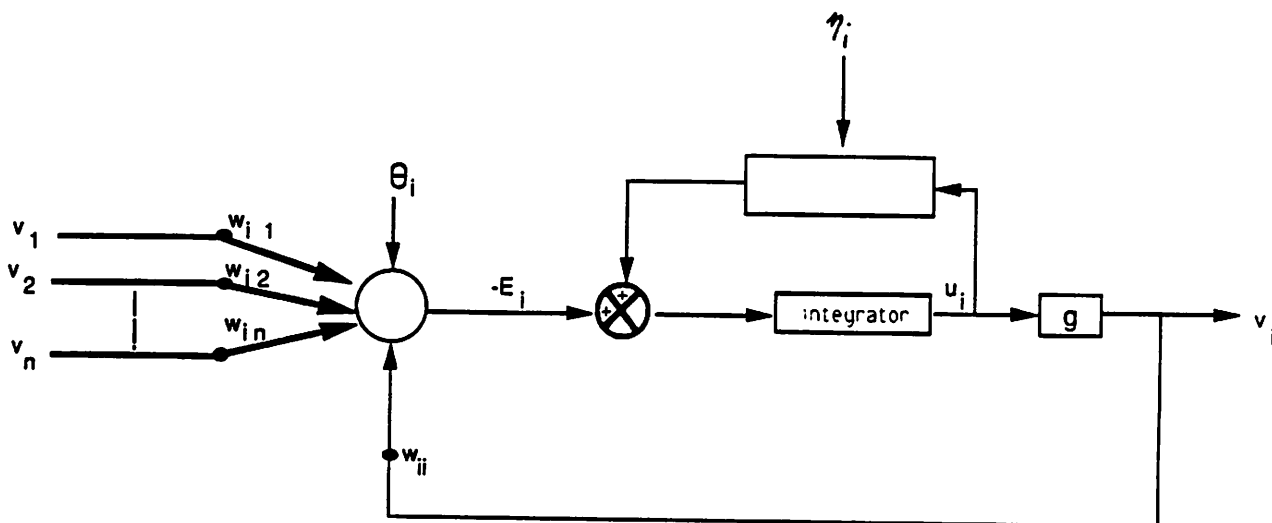 η_i
θ_i
v_1
w_i1
v_2
w_i2
v_n
w_in
-E_i
+
+
integrator
u_i
g
v_i
w_ii